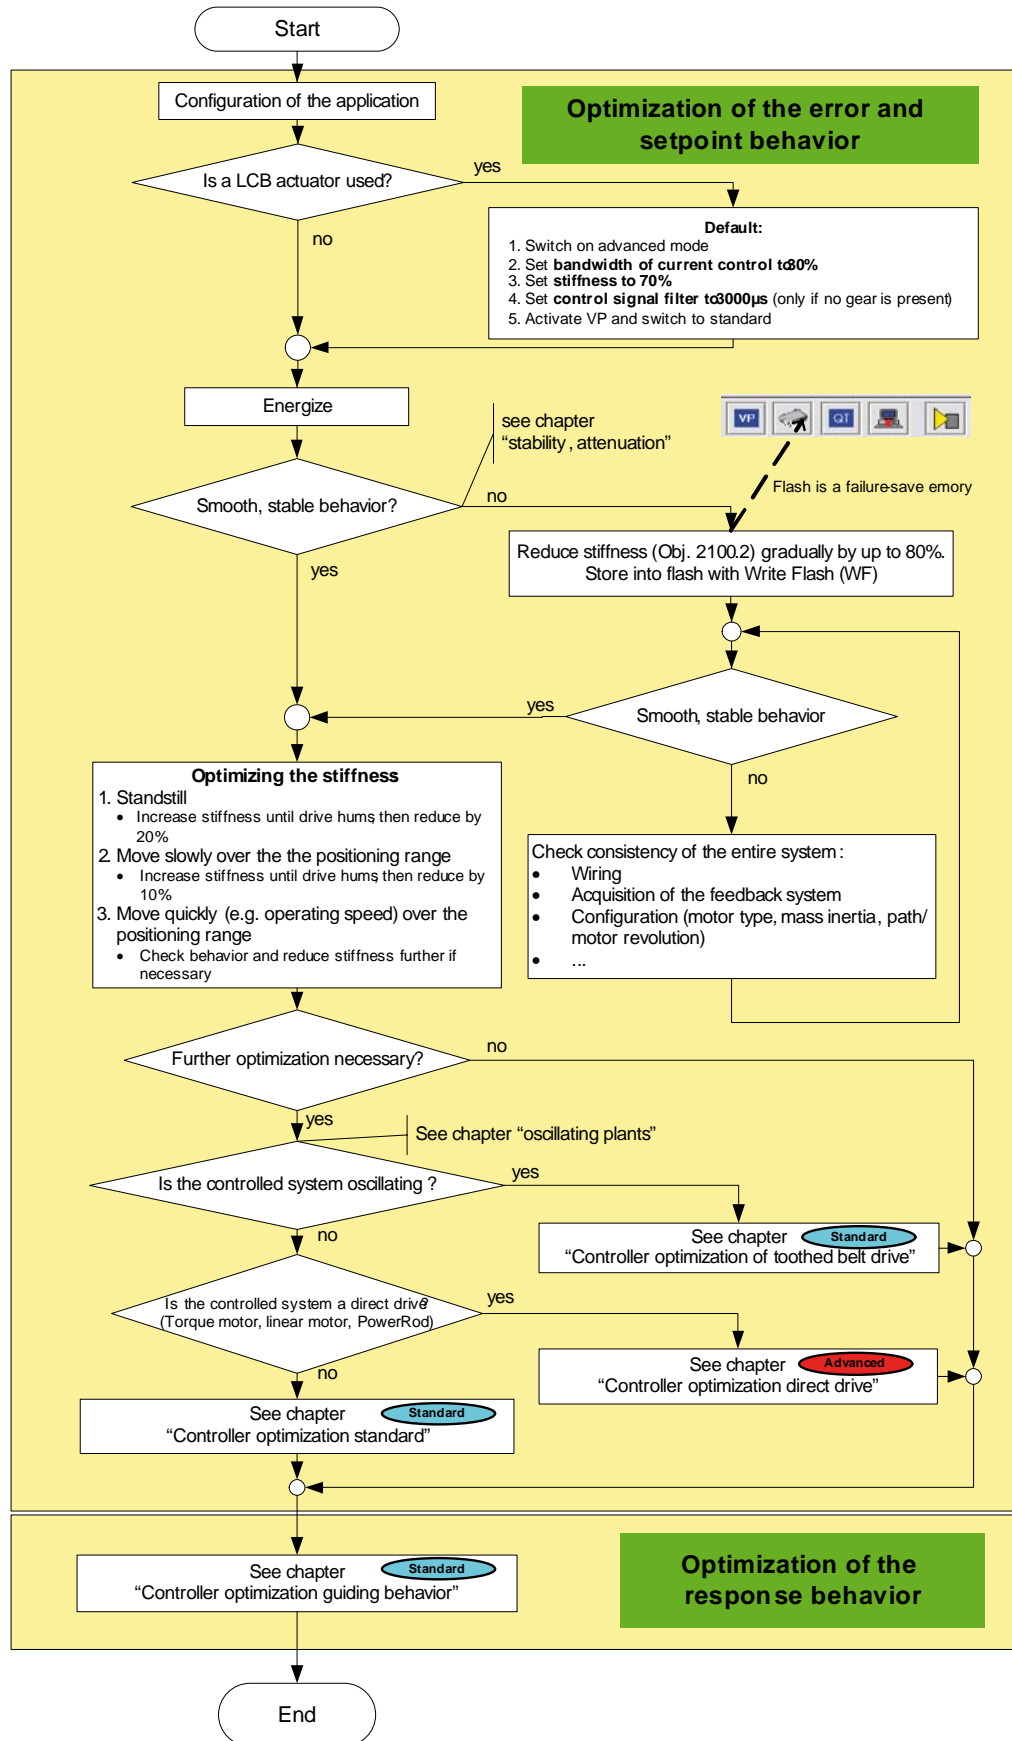 Start
Configuration of the application
Optimization of the error and
setpoint behavior
Is a LCB actuator used?
yes
no
Default:
1. Switch on advanced mode
2. Set bandwidth of current control to30%
3. Set stiffness to 70%
4. Set control signal filter to3000µs (only if no gear is present)
5. Activate VP and switch to standard
Energize
see chapter
“stability , attenuation”
VP
QT
Flash is a failure-save emory
Smooth, stable behavior?
no
yes
Reduce stiffness (Obj. 2100.2) gradually by up to 80%.
Store into flash with Write Flash (WF)
yes
Smooth, stable behavior
no
Optimizing the stiffness
1. Standstill
• Increase stiffness until drive hums, then reduce by
20%
2. Move slowly over the the positioning range
• Increase stiffness until drive hums, then reduce by
10%
3. Move quickly (e.g. operating speed) over the
positioning range
• Check behavior and reduce stiffness further if
necessary
Check consistency of the entire system :
• Wiring
• Acquisition of the feedback system
• Configuration (motor type, mass inertia, path/
motor revolution)
• ...
Further optimization necessary?
no
yes
See chapter “oscillating plants”
Is the controlled system oscillating ?
yes
no
See chapter Standard
“Controller optimization of toothed belt drive”
Is the controlled system a direct drive?
(Torque motor, linear motor, PowerRod)
yes
no
See chapter Advanced
“Controller optimization direct drive”
See chapter Standard
“Controller optimization standard”
See chapter Standard
“Controller optimization guiding behavior”
Optimization of the
response behavior
End